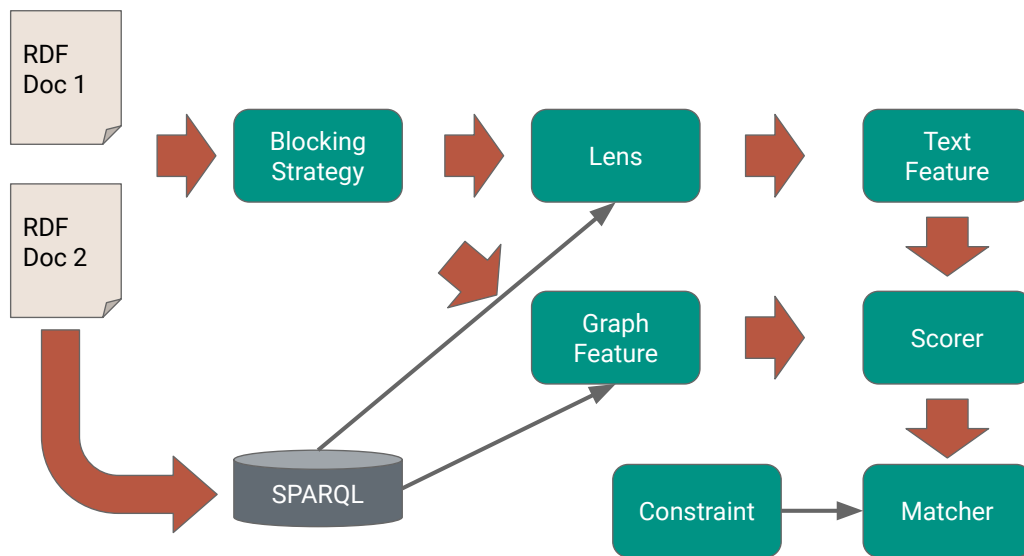 RDF
Doc 1
Blocking
Strategy
Lens
Text
Feature
RDF
Doc 2
Graph
Feature
Scorer
SPARQL
Constraint
Matcher